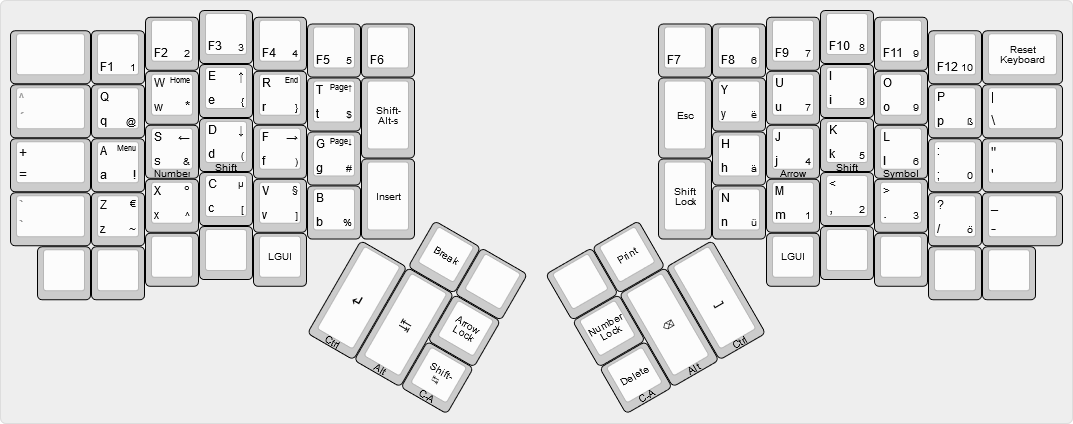 F1 1
F2 2
F3 3
F4 4
F5 5
F6
F7
F8 6
F9 7
F10 8
F11 9
F12 10
Reset
Keyboard
^
´
Q
q @
W Home
w *
E ↑
e {
R End
r }
T Page↑
t $
Shift-
Alt-s
Esc
Y
y ë
U
u 7
I
i 8
O
o 9
P
p ß
|
\
+
=
A Menu
a !
S ←
s &
Number
D ↓
d (
Shift
F →
f )
G Page↓
g #
H
h ä
J
j 4
Arrow
K
k 5
Shift
L
l 6
Symbol
:
; 0
"
'
~
`
Z €
z ~
X °
x ^
C µ
c [
V §
v ]
B
b %
Insert
Shift
Lock
N
n ü
M
m 1
<
, 2
>
. 3
?
/ ö
_
-
LGUI
LGUI
Break
↵
Ctrl
↹
Alt
Arrow
Lock
Shift-
↹
C-A
Print
Number
Lock
⌫
Alt
Ctrl
Delete
C-A